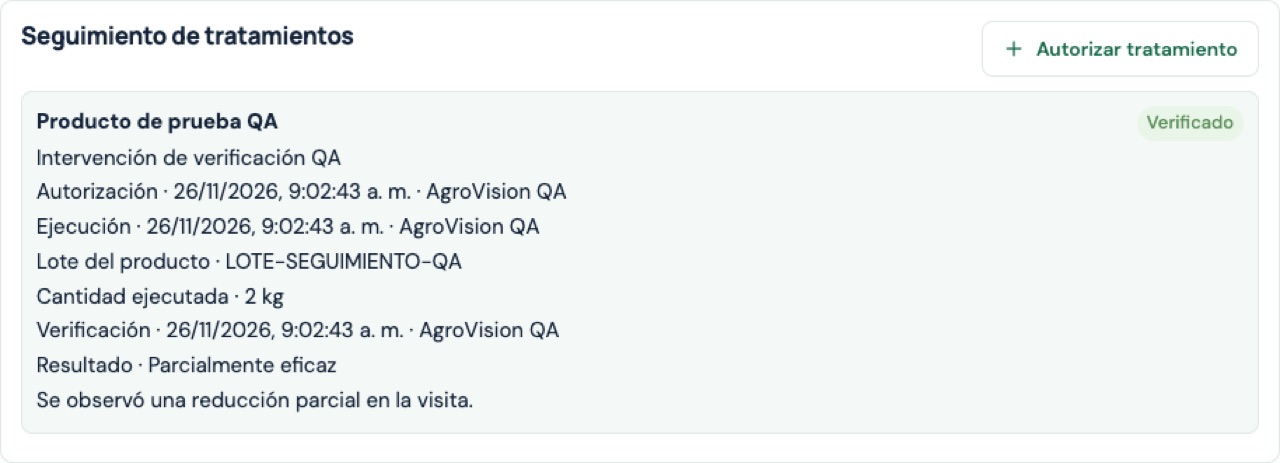 Seguimiento de tratamientos
+ Autorizar tratamiento
Producto de prueba QA
Verificado
Intervención de verificación QA
Autorización · 26/11/2026, 9:02:43 a. m. · AgroVision QA
Ejecución · 26/11/2026, 9:02:43 a. m. · AgroVision QA
Lote del producto · LOTE-SEGUIMIENTO-QA
Cantidad ejecutada · 2 kg
Verificación · 26/11/2026, 9:02:43 a. m. · AgroVision QA
Resultado · Parcialmente eficaz
Se observó una reducción parcial en la visita.